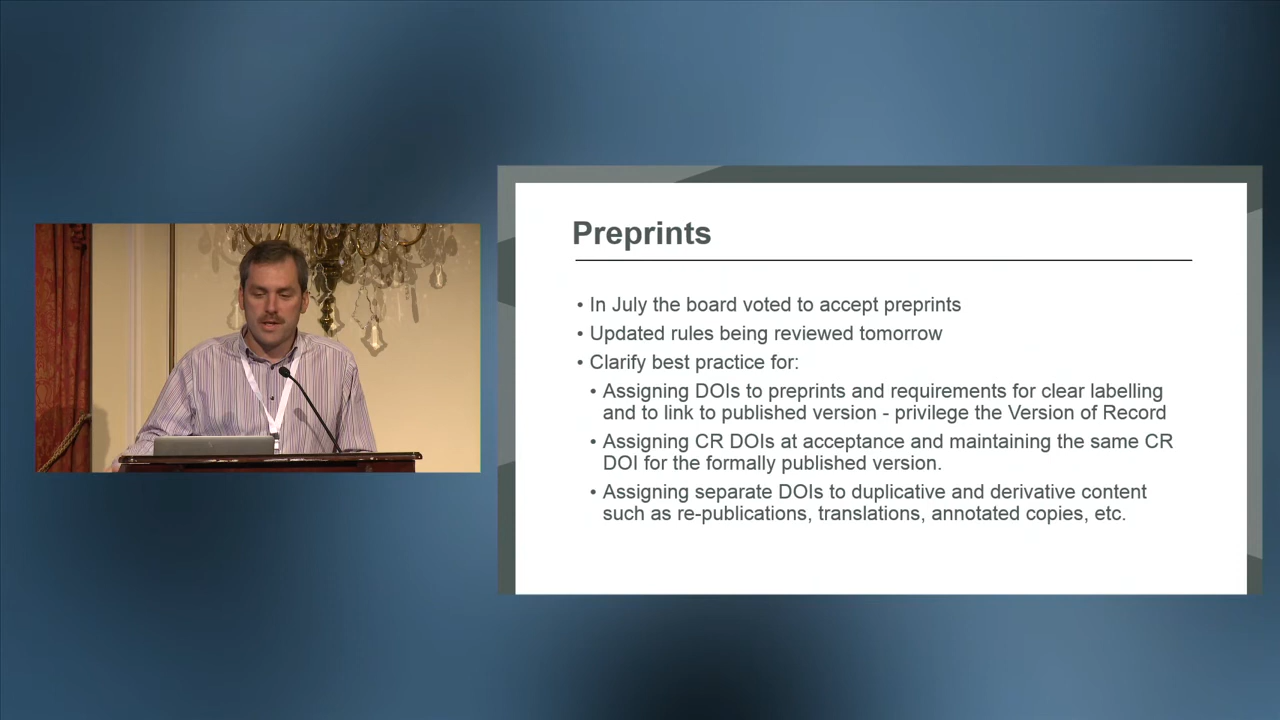 Preprints
• In July the board voted to accept preprints
• Updated rules being reviewed tomorrow
• Clarify best practice for:
• Assigning DOIs to preprints and requirements for clear labelling
and to link to published version - privilege the Version of Record
• Assigning CR DOIs at acceptance and maintaining the same CR
DOI for the formally published version.
• Assigning separate DOIs to duplicative and derivative content
such as re-publications, translations, annotated copies, etc.